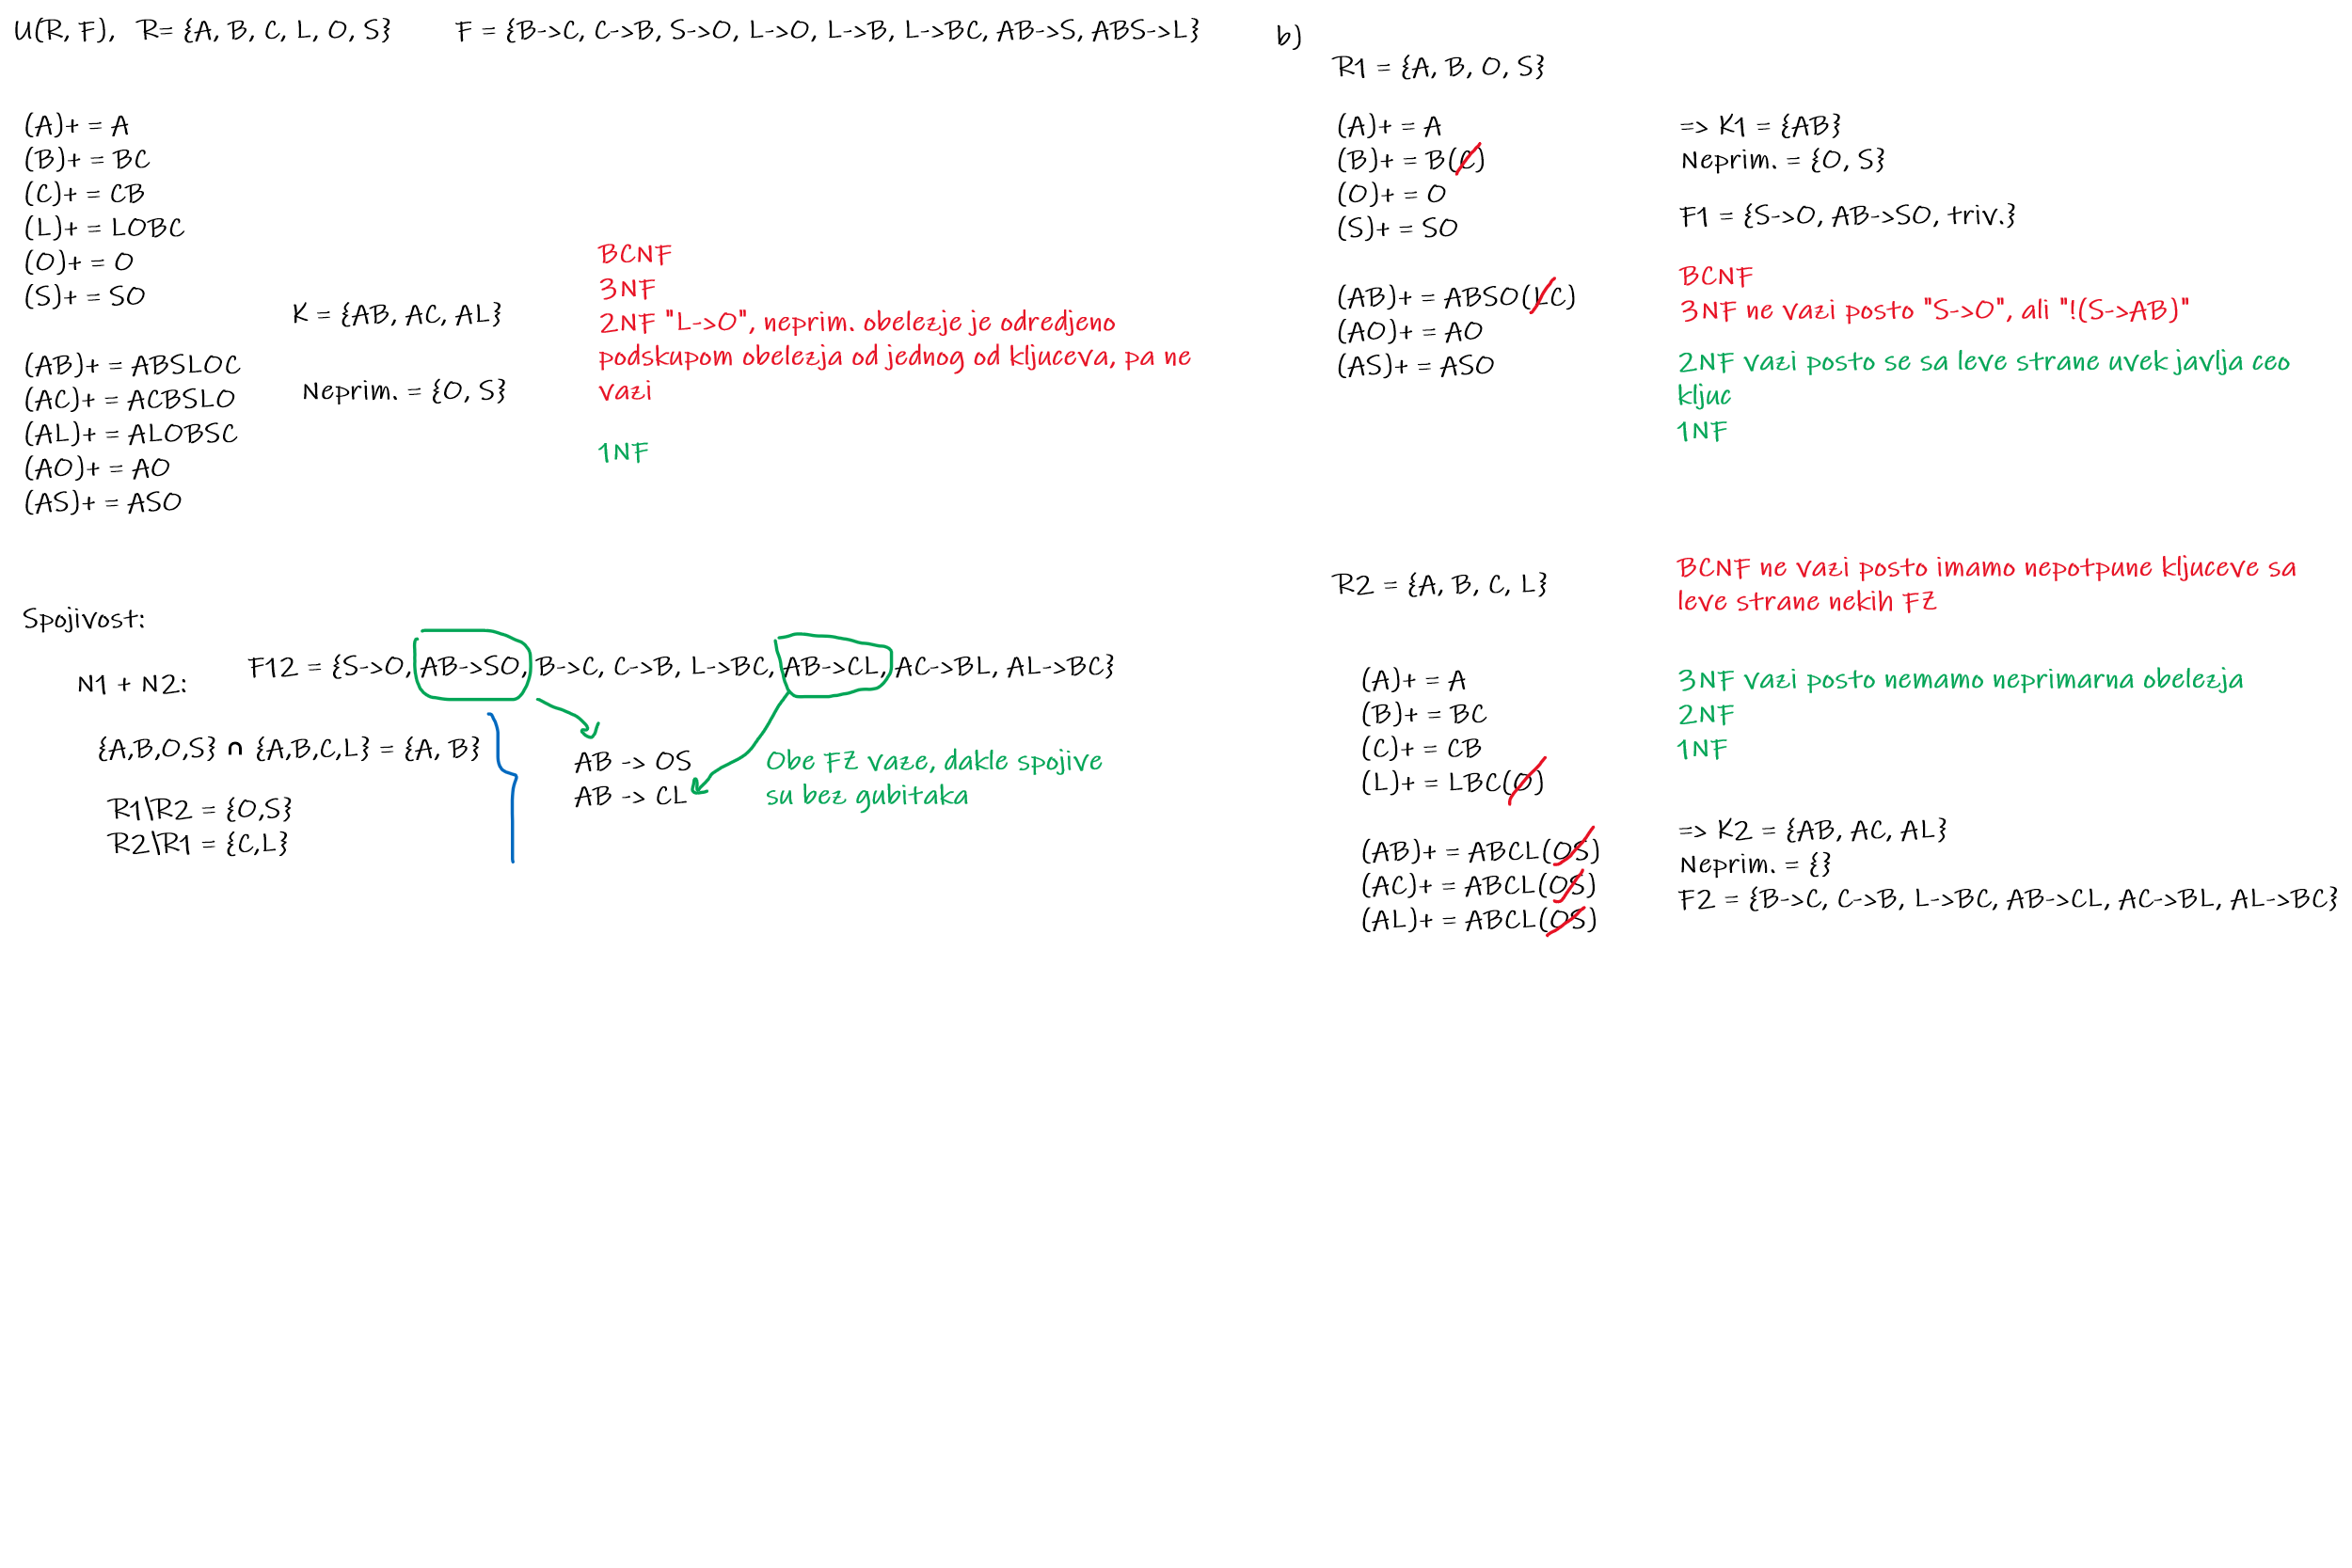 U(R, F), R= {A, B, C, L, O, S} F = {B->C, C->B, S->O, L->O, L->B, L->BC, AB->S, ABS->L}
(A)+ = A
(B)+ = BC
(C)+ = CB
(L)+ = LOBC
(O)+ = O
(S)+ = SO
(AB)+ = ABSLOC
(AC)+ = ACBSLO
(AL)+ = ALOBSC
(AO)+ = AO
(AS)+ = ASO
K = {AB, AC, AL}
Neprim. = {O, S}
BCNF
3NF
2NF "L->O", neprim. obelezje je odredjeno
podskupom obelezja od jednog od kljuceva, pa ne
vazi
1NF
Spojivost:
N1 + N2:
F12 = {S->O, AB->SO, B->C, C->B, L->BC, AB->CL, AC->BL, AL->BC}
{A,B,O,S} ∩ {A,B,C,L} = {A, B}
R1\R2 = {O,S}
R2\R1 = {C,L}
AB -> OS
AB -> CL
Obe FZ vaze, dakle spojive
su bez gubitaka
b)
R1 = {A, B, O, S}
(A)+ = A
(B)+ = B(C)
(O)+ = O
(S)+ = SO
(AB)+ = ABSO(LC)
(AO)+ = AO
(AS)+ = ASO
=> K1 = {AB}
Neprim. = {O, S}
F1 = {S->O, AB->SO, triv.}
BCNF
3NF ne vazi posto "S->O", ali "!(S->AB)"
2NF vazi posto se sa leve strane uvek javlja ceo
kljuc
1NF
R2 = {A, B, C, L}
(A)+ = A
(B)+ = BC
(C)+ = CB
(L)+ = LBC(O)
(AB)+ = ABCL(OS)
(AC)+ = ABCL(OS)
(AL)+ = ABCL(OS)
BCNF ne vazi posto imamo nepotpune kljuceve sa
leve strane nekih FZ
3NF vazi posto nemamo neprimarna obelezja
2NF
1NF
=> K2 = {AB, AC, AL}
Neprim. = {}
F2 = {B->C, C->B, L->BC, AB->CL, AC->BL, AL->BC}